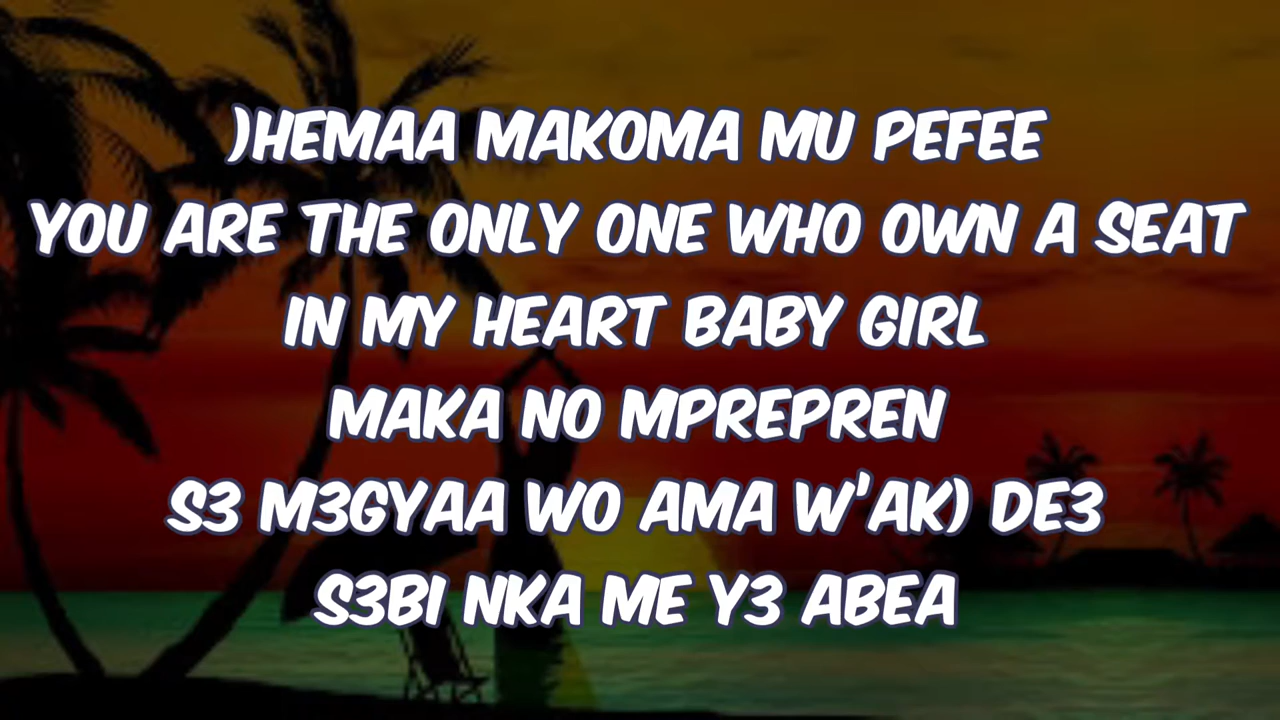 )HEMAA MAKOMA MU PEFEE
YOU ARE THE ONLY ONE WHO OWN A SEAT
IN MY HEART BABY GIRL
MAKA NO MPREPREN
S3 M3GYAA WO AMA W'AK) DE3
S3BI NKA ME Y3 ABEA